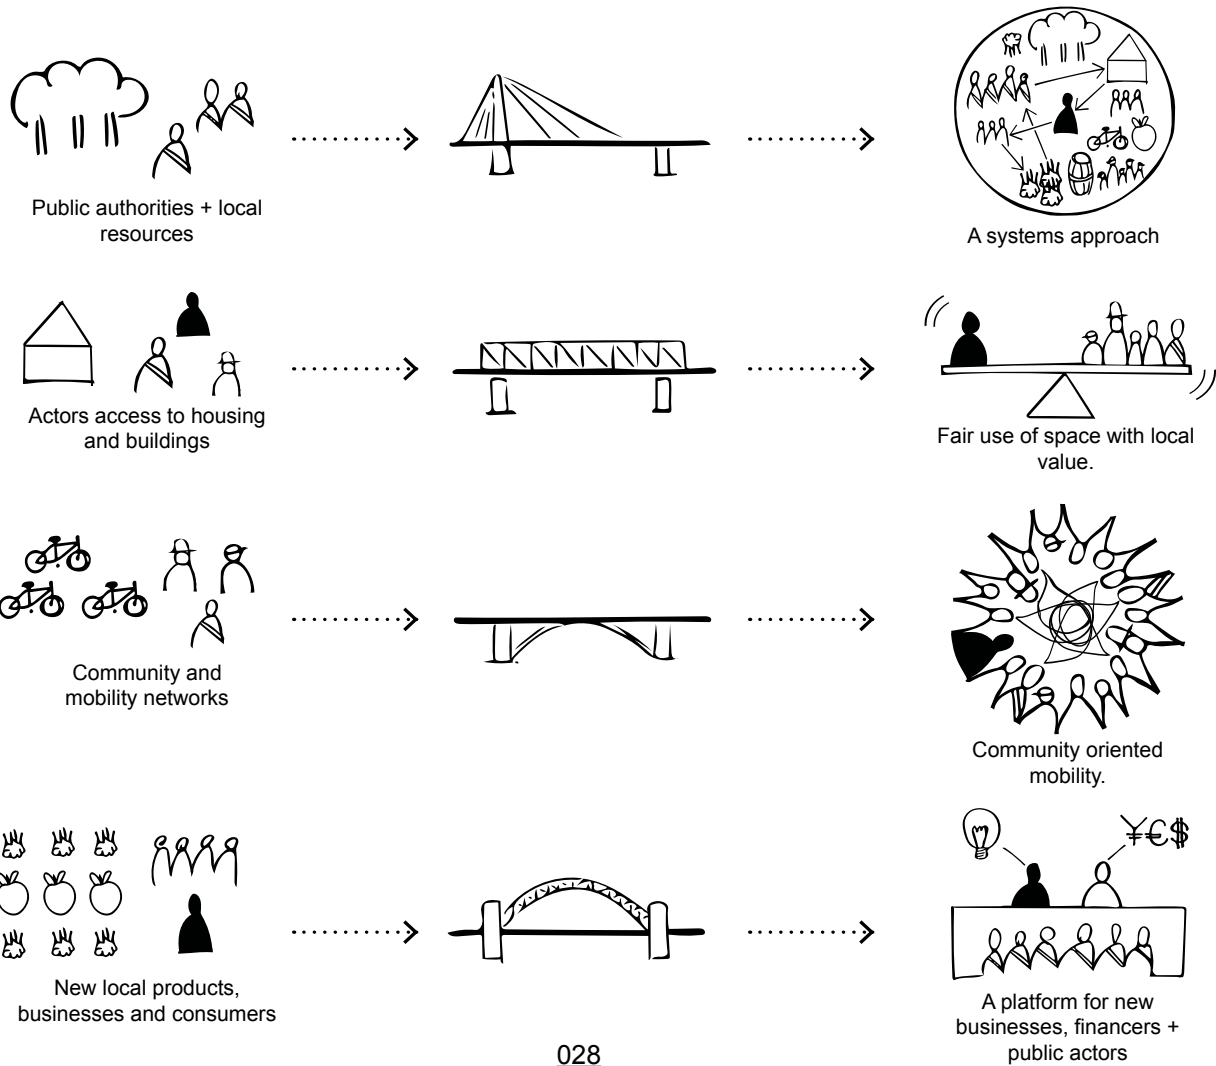 Public authorities + local
resources
A systems approach
Actors access to housing
and buildings
Fair use of space with local
value.
Community and
mobility networks
Community oriented
mobility.
¥€$
New local products,
businesses and consumers
A platform for new
businesses, financers +
public actors
028